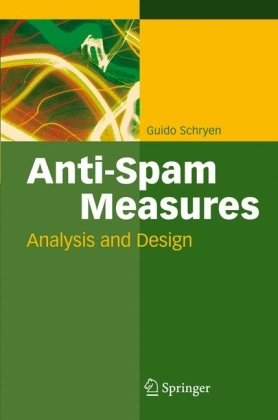 Guido Schryen
Anti-Spam
Measures
Analysis and Design
Springer